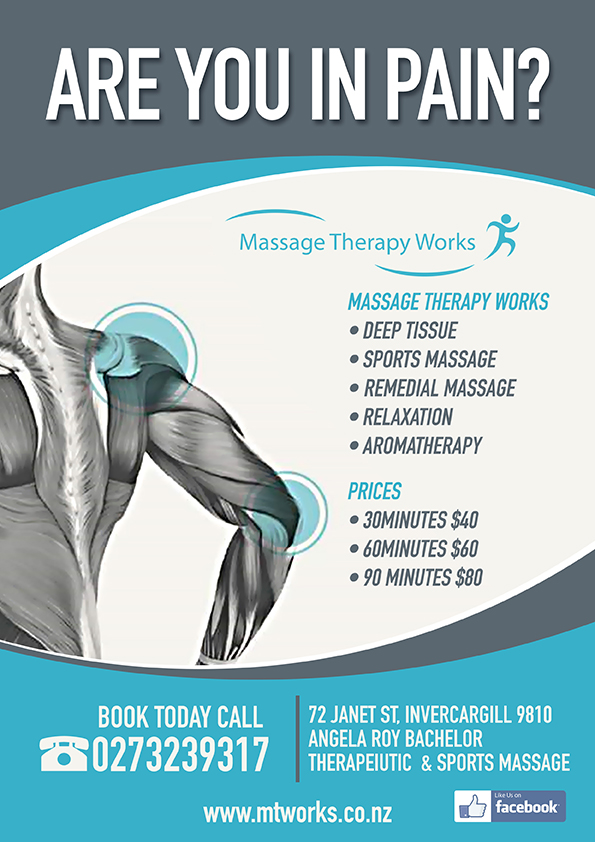 ARE YOU IN PAIN?
Massage Therapy Works
MASSAGE THERAPY WORKS
• DEEP TISSUE
• SPORTS MASSAGE
• REMEDIAL MASSAGE
• RELAXATION
• AROMATHERAPY
PRICES
• 30MINUTES $40
• 60MINUTES $60
• 90 MINUTES $80
BOOK TODAY CALL
0273239317
72 JANET ST, INVERCARGILL 9810
ANGELA ROY BACHELOR
THERAPEIUTIC & SPORTS MASSAGE
www.mtworks.co.nz
Like Us on
facebook